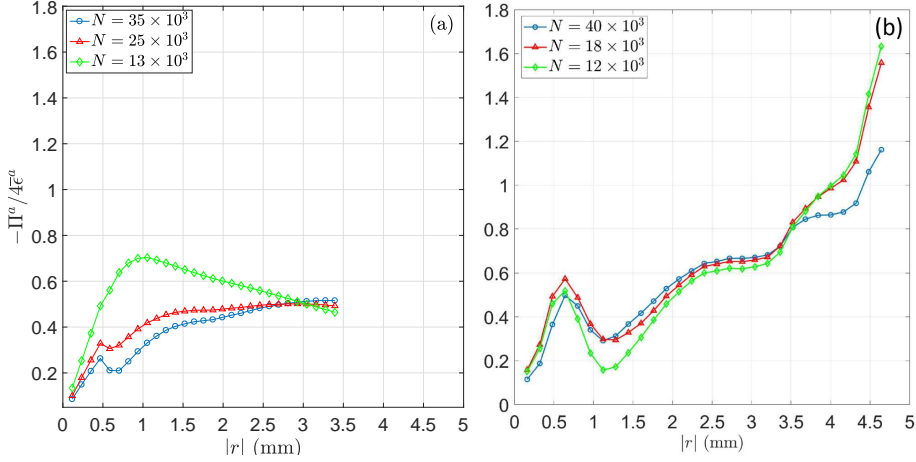 (a)
N = 35 × 10³
N = 25 × 10³
N = 13 × 10³
1.8
1.6
1.4
1.2
1
0.8
0.6
0.4
0.2
−Πᵃ/4ε̄ᵃ
0 0.5 1 1.5 2 2.5 3 3.5 4 4.5 5
|r| (mm)
(b)
N = 40 × 10³
N = 18 × 10³
N = 12 × 10³
1.8
1.6
1.4
1.2
1
0.8
0.6
0.4
0.2
0
0 0.5 1 1.5 2 2.5 3 3.5 4 4.5 5
|r| (mm)